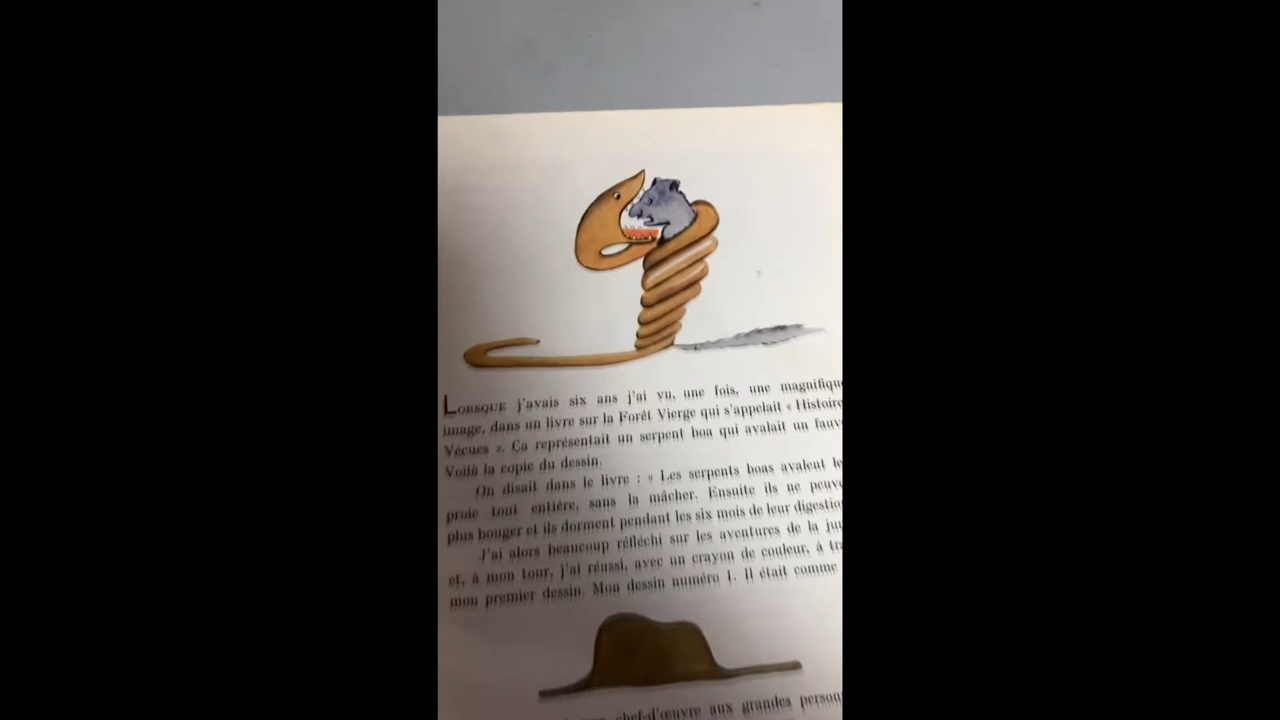 LORSQUE j'avais six ans j'ai vu, une fois, une magnifique
image, dans un livre sur la Forêt Vierge qui s'appelait « Histoire
Vécues ». Ça représentait un serpent boa qui avalait un fauv
Voilà la copie du dessin.
On disait dans le livre : « Les serpents boas avalent le
proie tout entière, sans la mâcher. Ensuite ils ne peuve
plus bouger et ils dorment pendant les six mois de leur digestio
J'ai alors beaucoup réfléchi sur les aventures de la jun
et, à mon tour, j'ai réussi, avec un crayon de couleur, à tra
mon premier dessin. Mon dessin numéro 1. Il était comme
chef-d'œuvre aux grandes person